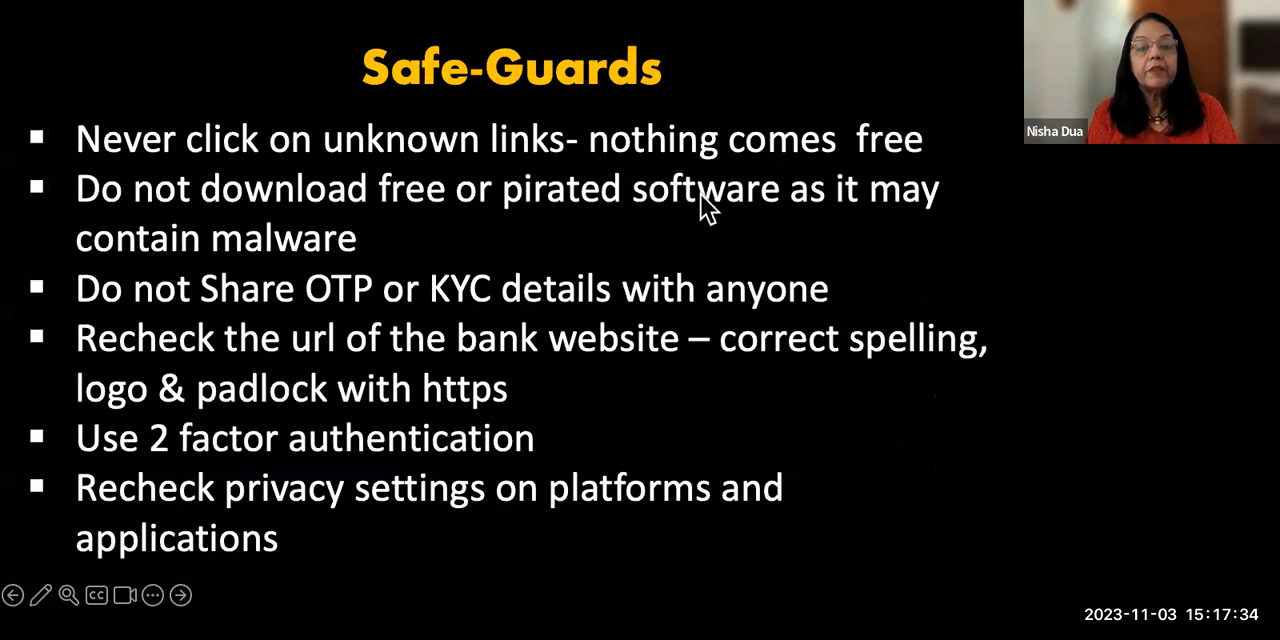 Safe-Guards
Never click on unknown links- nothing comes  free
Do not download free or pirated software as it may
contain malware
Do not Share OTP or KYC details with anyone
Recheck the url of the bank website – correct spelling,
logo & padlock with https
Use 2 factor authentication
Recheck privacy settings on platforms and
applications
Nisha Dua
CC
2023-11-03 15:17:34